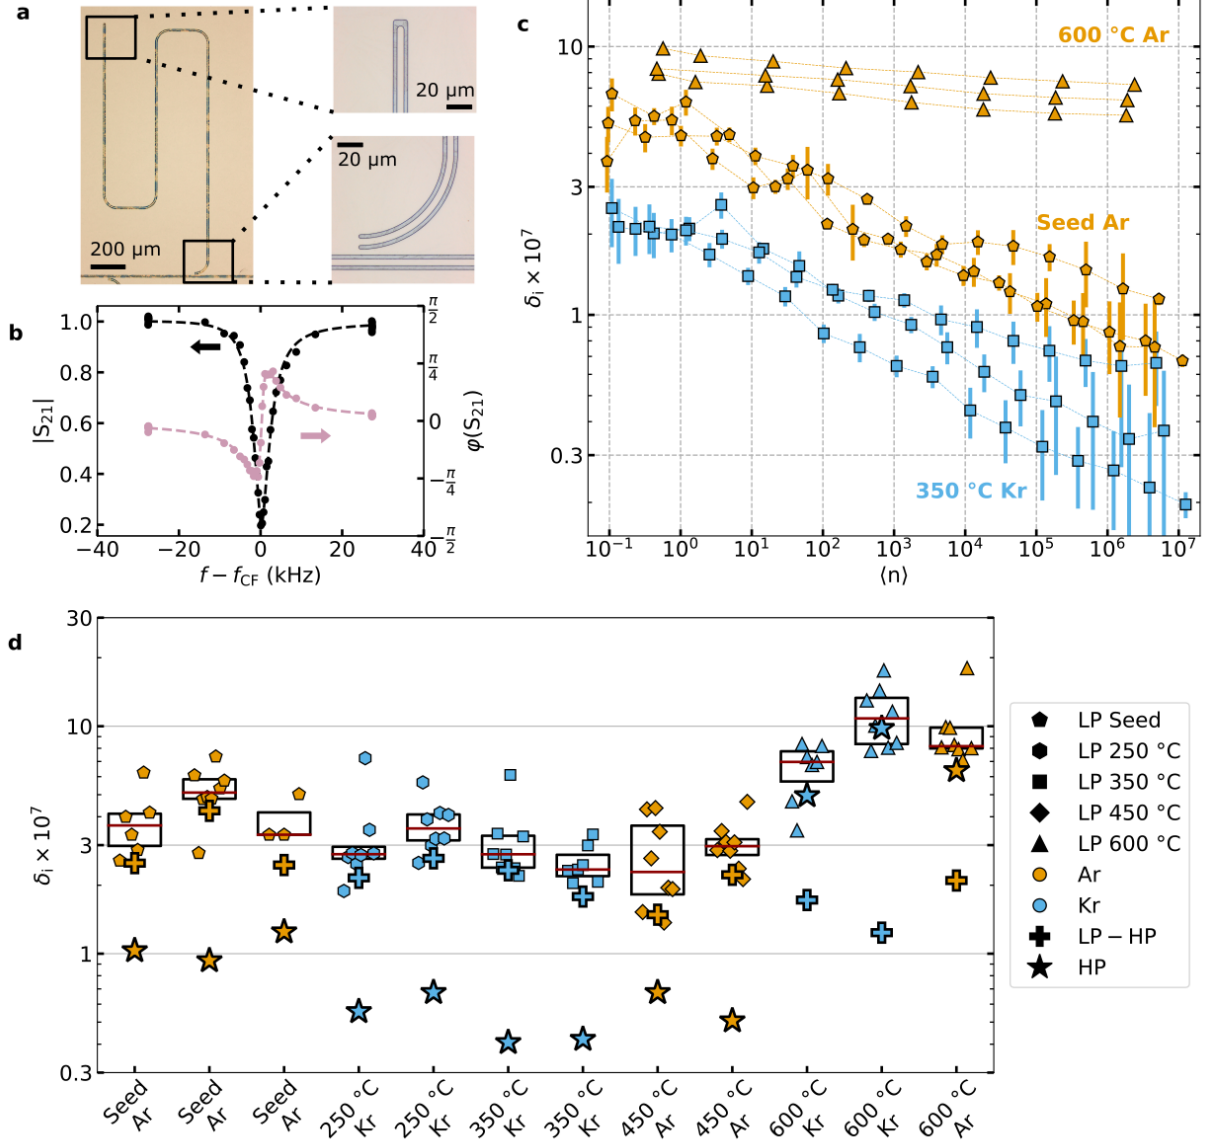 a
200 μm
20 μm
20 μm
b
1.0
0.8
0.6
0.4
0.2
|S21|
π/2
π/4
0
−π/4
−π/2
φ(S21)
−40 −20 0 20 40
f − fCF (kHz)
c
10
3
1
0.3
δi × 10^7
600 °C Ar
Seed Ar
350 °C Kr
10^−1 10^0 10^1 10^2 10^3 10^4 10^5 10^6 10^7
⟨n⟩
d
30
10
3
1
0.3
δi × 10^7
Seed
Ar
Seed
Ar
Seed
Ar
250 °C
Kr
250 °C
Kr
350 °C
Kr
350 °C
Kr
450 °C
Ar
450 °C
Ar
600 °C
Kr
600 °C
Kr
600 °C
Ar
LP Seed
LP 250 °C
LP 350 °C
LP 450 °C
LP 600 °C
Ar
Kr
LP − HP
HP